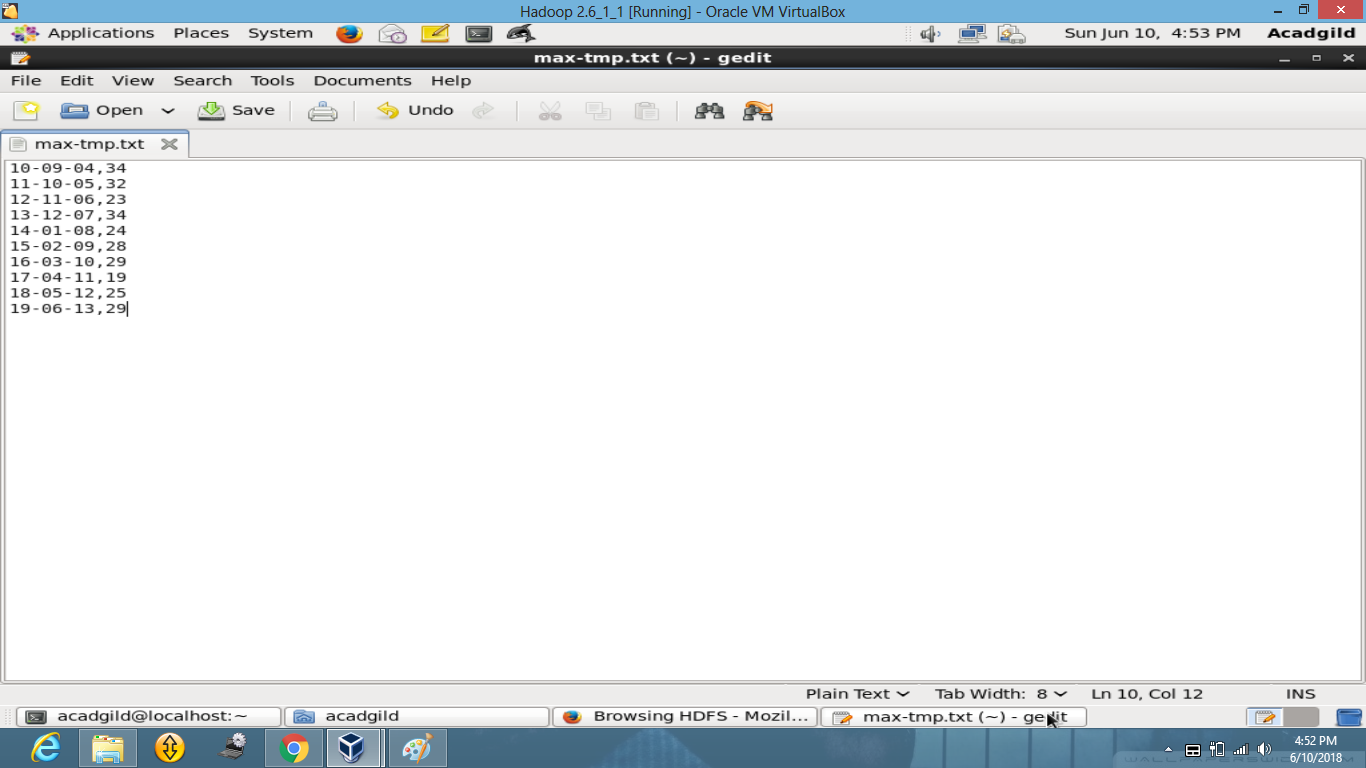 Hadoop 2.6_1_1 [Running] - Oracle VM VirtualBox
Applications Places System Sun Jun 10, 4:53 PM Acadgild
max-tmp.txt (~) - gedit
File Edit View Search Tools Documents Help
Open Save Undo
max-tmp.txt
10-09-04,34
11-10-05,32
12-11-06,23
13-12-07,34
14-01-08,24
15-02-09,28
16-03-10,29
17-04-11,19
18-05-12,25
19-06-13,29
Plain Text Tab Width: 8 Ln 10, Col 12 INS
acadgild@localhost:~ acadgild Browsing HDFS - Mozil... max-tmp.txt (~) - gedit
4:52 PM
6/10/2018